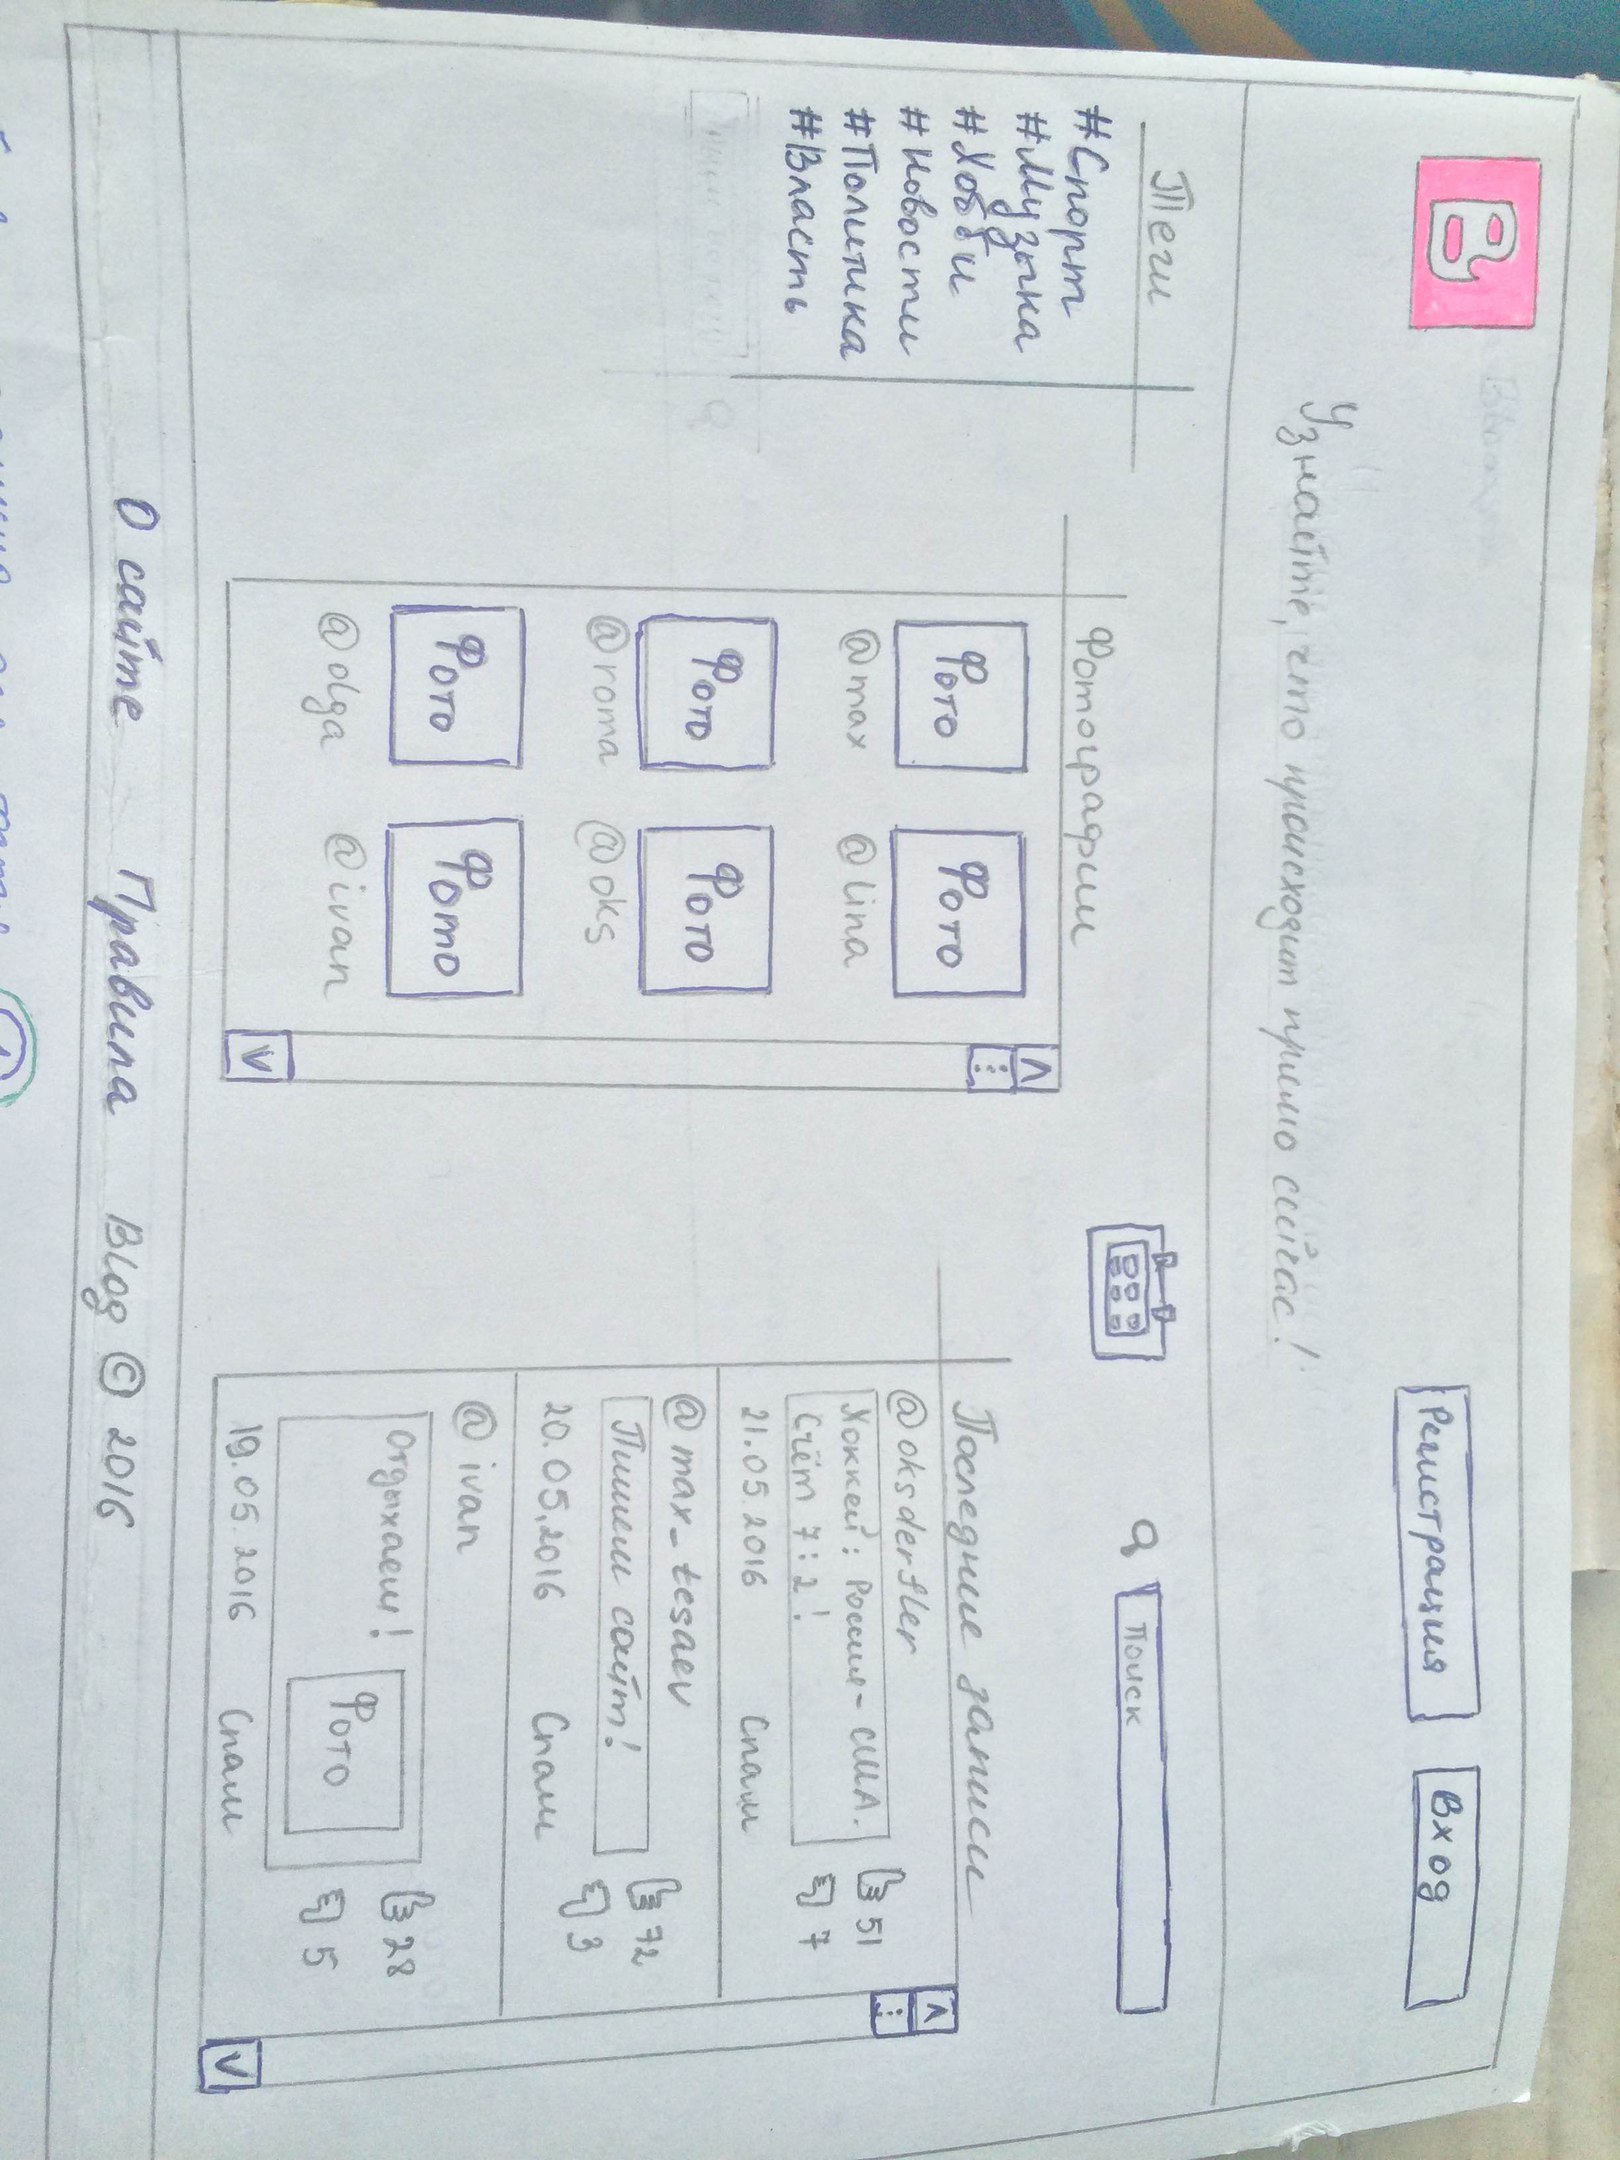 B
Регистрация
Вход
Узнайте, что происходит прямо сейчас!
Поиск
Теги
#Спорт
#Музыка
#Хобби
#Новости
#Политика
#Власть
Фотографии
Фото
Фото
@max
@lina
Фото
Фото
@roma
@oks
Фото
Фото
@olga
@ivan
Последние записи
@oksderfler
Хоккей: Россия - США.
Счёт 7:2!
51
7
21.05.2016
Спам
@max_tesaev
Пишем сайт!
72
3
20.05.2016
Спам
@ivan
Отдыхаем!
Фото
28
5
19.05.2016
Спам
О сайте
Правила
Blog © 2016